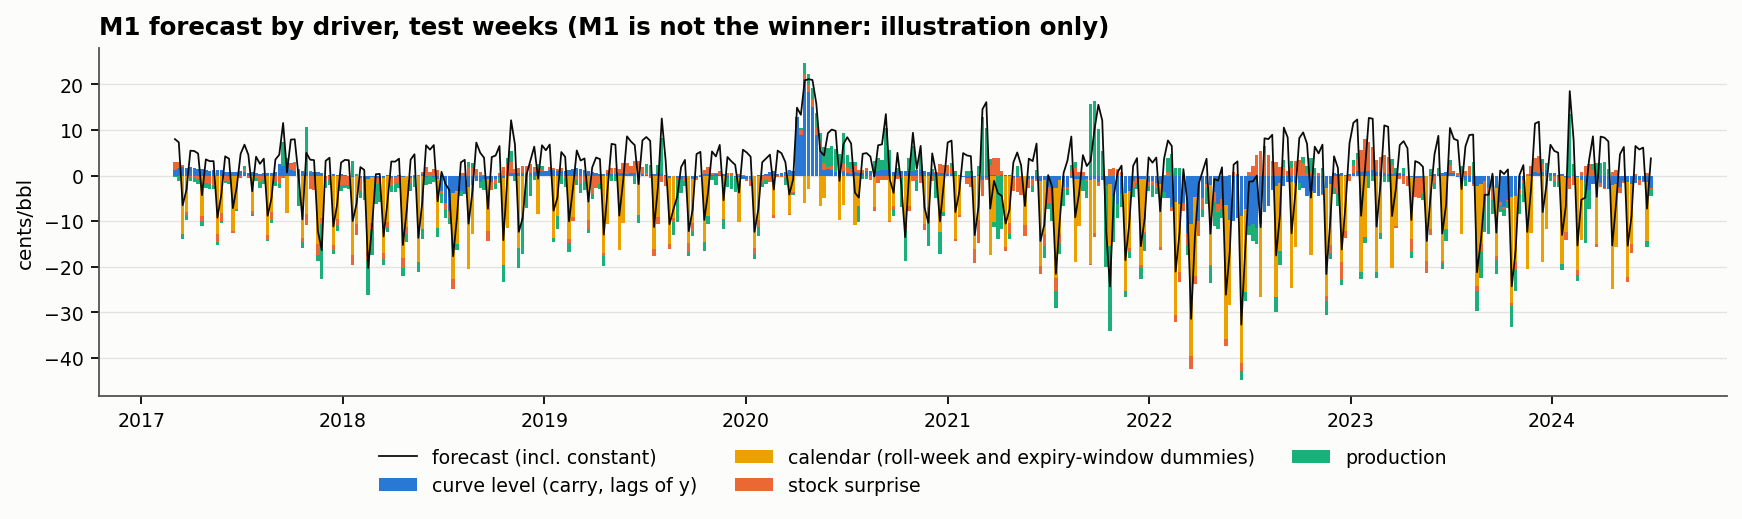 M1 forecast by driver, test weeks (M1 is not the winner: illustration only)
cents/bbl
20
10
0
−10
−20
−30
−40
2017 2018 2019 2020 2021 2022 2023 2024
forecast (incl. constant) calendar (roll-week and expiry-window dummies) production
curve level (carry, lags of y) stock surprise